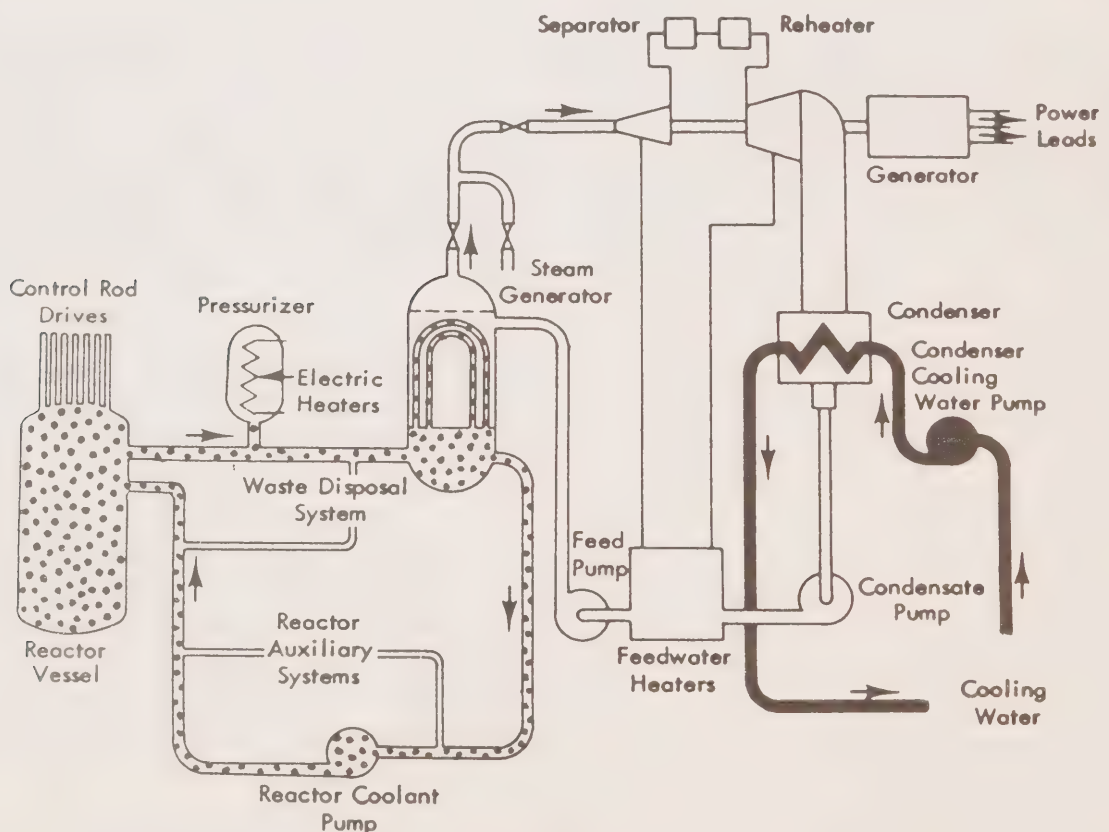 Separator
Reheater
Power
Leads
Generator
Steam
Generator
Control Rod
Drives
Pressurizer
Electric
Heaters
Condenser
Condenser
Cooling
Water Pump
Waste Disposal
System
Feed
Pump
Condensate
Pump
Reactor
Vessel
Reactor
Auxiliary
Systems
Feedwater
Heaters
Cooling
Water
Reactor Coolant
Pump